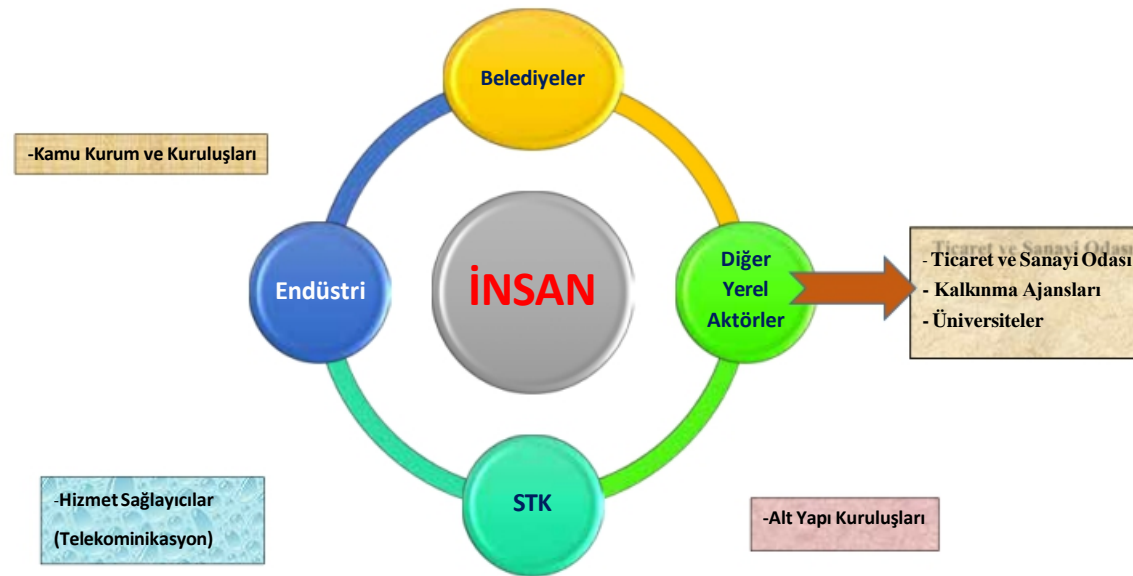 Belediyeler
-Kamu Kurum ve Kuruluşları
Endüstri
İNSAN
Diğer
Yerel
Aktörler
Ticaret ve Sanayi Odası
- Ticaret ve Sanayi Odası
- Kalkınma Ajansları
- Üniversiteler
-Hizmet Sağlayıcılar
(Telekominikasyon)
STK
-Alt Yapı Kuruluşları